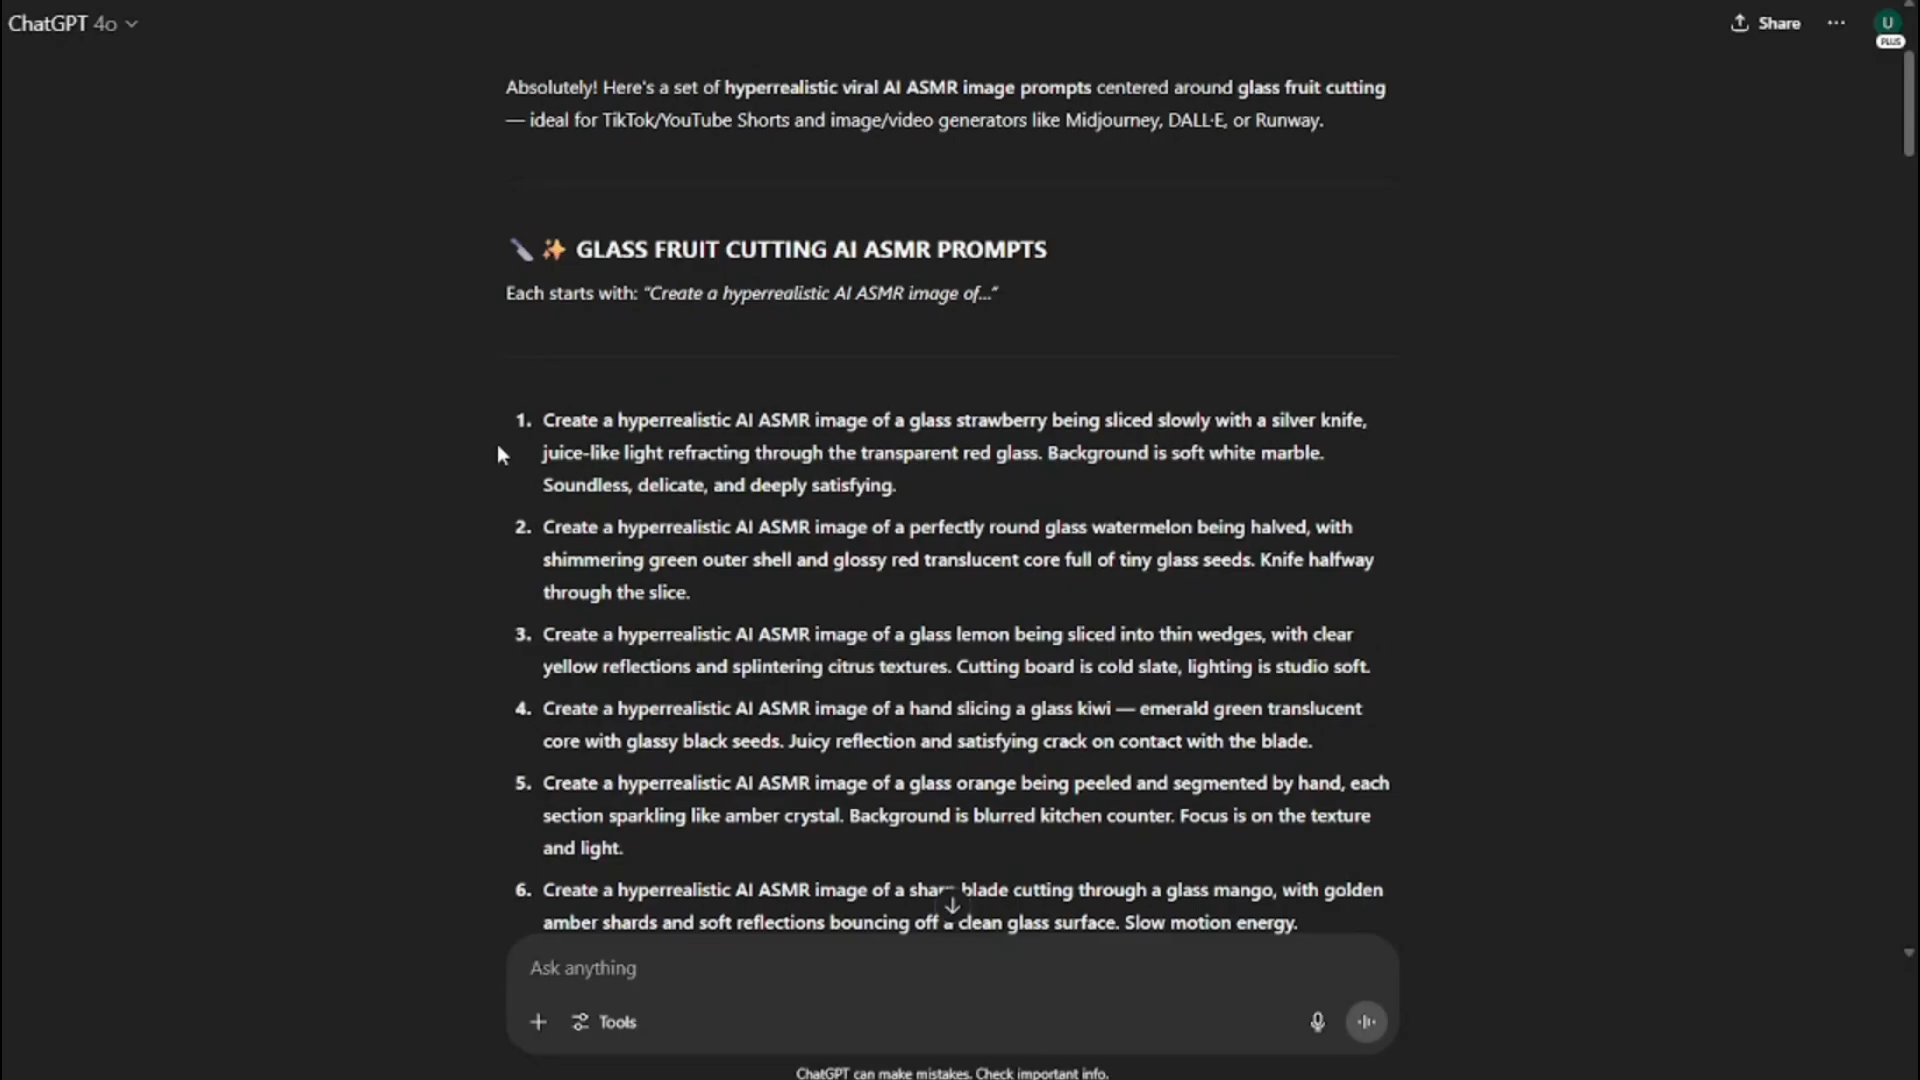 ChatGPT 4o
Share
U
PLUS
Absolutely! Here's a set of hyperrealistic viral AI ASMR image prompts centered around glass fruit cutting
— ideal for TikTok/YouTube Shorts and image/video generators like Midjourney, DALL·E, or Runway.
GLASS FRUIT CUTTING AI ASMR PROMPTS
Each starts with: “Create a hyperrealistic AI ASMR image of...”
1. Create a hyperrealistic AI ASMR image of a glass strawberry being sliced slowly with a silver knife,
juice-like light refracting through the transparent red glass. Background is soft white marble.
Soundless, delicate, and deeply satisfying.
2. Create a hyperrealistic AI ASMR image of a perfectly round glass watermelon being halved, with
shimmering green outer shell and glossy red translucent core full of tiny glass seeds. Knife halfway
through the slice.
3. Create a hyperrealistic AI ASMR image of a glass lemon being sliced into thin wedges, with clear
yellow reflections and splintering citrus textures. Cutting board is cold slate, lighting is studio soft.
4. Create a hyperrealistic AI ASMR image of a hand slicing a glass kiwi — emerald green translucent
core with glassy black seeds. Juicy reflection and satisfying crack on contact with the blade.
5. Create a hyperrealistic AI ASMR image of a glass orange being peeled and segmented by hand, each
section sparkling like amber crystal. Background is blurred kitchen counter. Focus is on the texture
and light.
6. Create a hyperrealistic AI ASMR image of a sharp blade cutting through a glass mango, with golden
amber shards and soft reflections bouncing off a clean glass surface. Slow motion energy.
Ask anything
Tools
ChatGPT can make mistakes. Check important info.